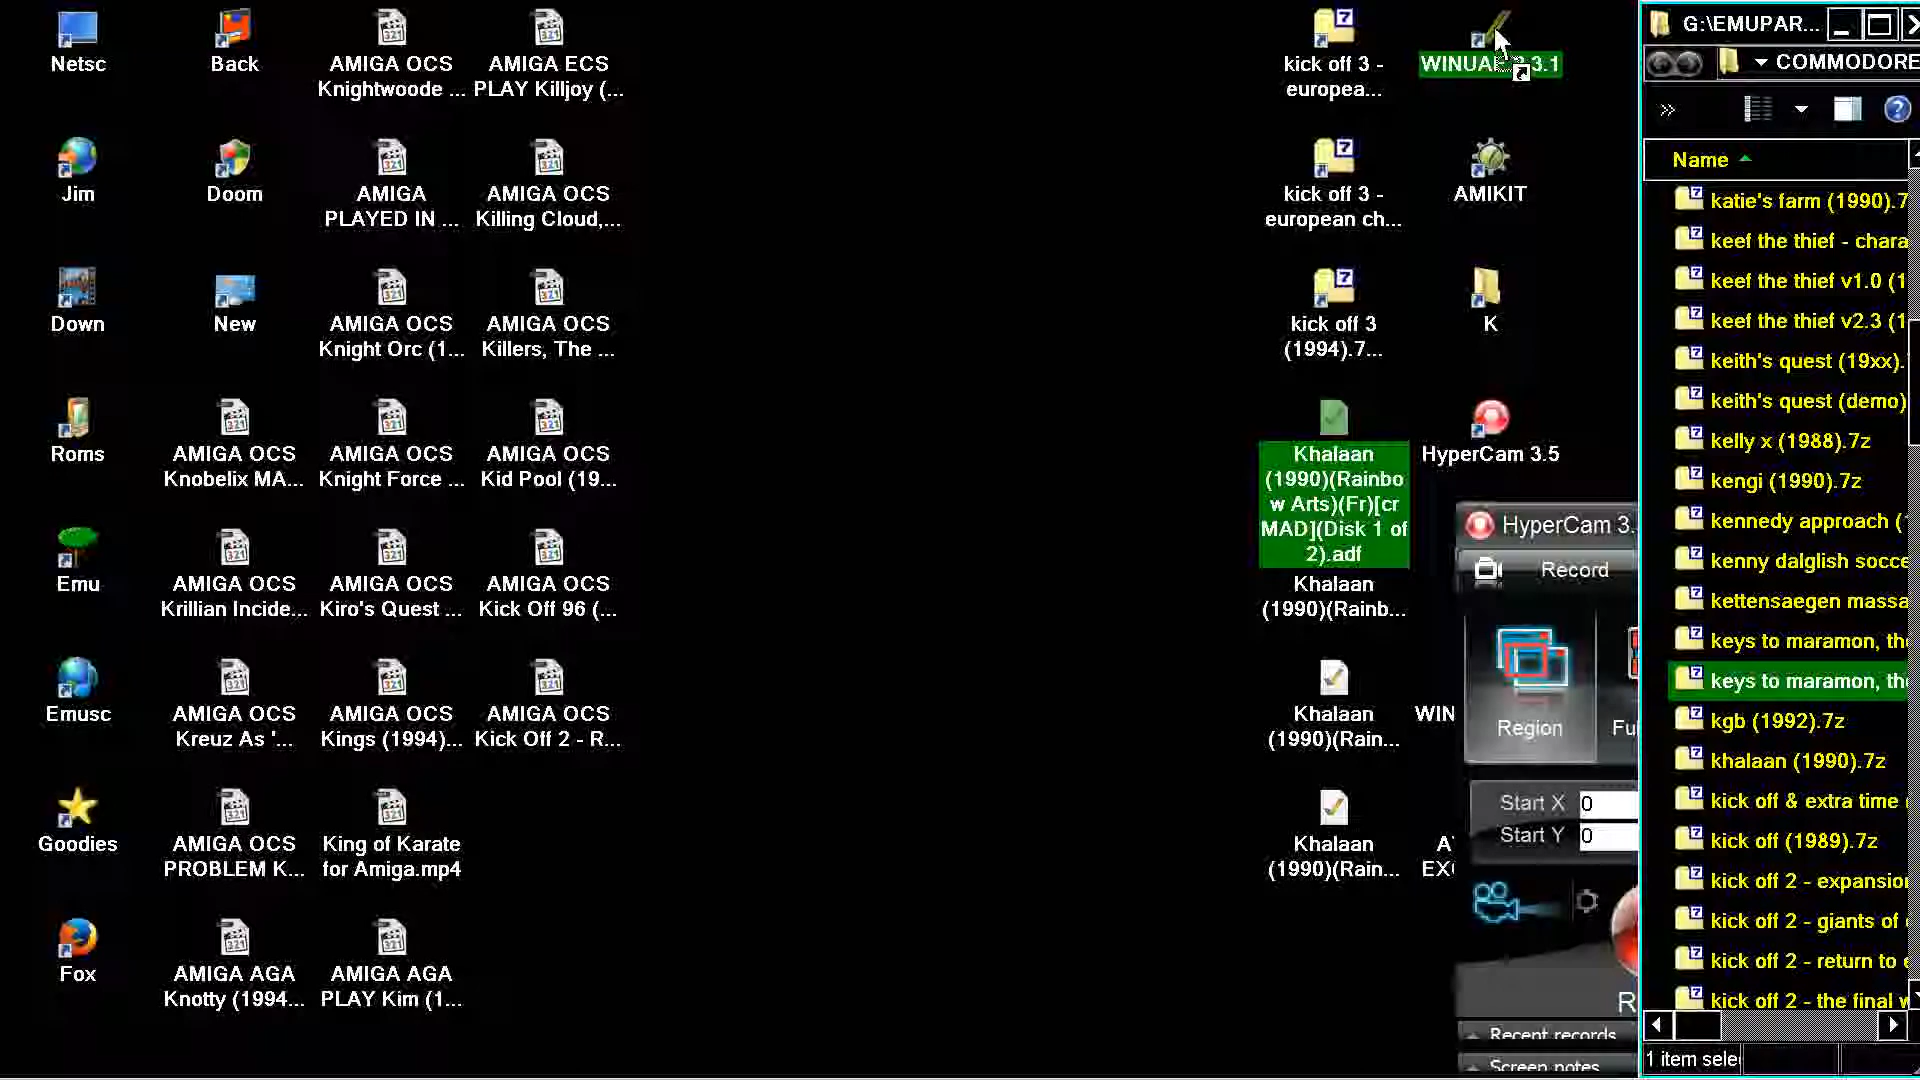 Netsc
Back
AMIGA OCS
Knightwoode ...
AMIGA ECS
PLAY Killjoy (...
Jim
Doom
AMIGA
PLAYED IN ...
AMIGA OCS
Killing Cloud,...
Down
New
AMIGA OCS
Knight Orc (1...
AMIGA OCS
Killers, The ...
Roms
AMIGA OCS
Knobelix MA...
AMIGA OCS
Knight Force ...
AMIGA OCS
Kid Pool (19...
Emu
AMIGA OCS
Krillian Incide...
AMIGA OCS
Kiro's Quest ...
AMIGA OCS
Kick Off 96 (...
Emusc
AMIGA OCS
Kreuz As '...
AMIGA OCS
Kings (1994)...
AMIGA OCS
Kick Off 2 - R...
Goodies
AMIGA OCS
PROBLEM K...
King of Karate
for Amiga.mp4
Fox
AMIGA AGA
Knotty (1994...
AMIGA AGA
PLAY Kim (1...
kick off 3 -
europea...
kick off 3 -
european ch...
AMIKIT
kick off 3
(1994).7...
K
Khalaan
(1990)(Rainbo
w Arts)(Fr)[cr
MAD](Disk 1 of
2).adf
HyperCam 3.5
Khalaan
(1990)(Rainb...
Khalaan
(1990)(Rain...
WIN
Khalaan
(1990)(Rain...
HyperCam 3.
Record
Region
Start X 0
Start Y 0
Recent records
Screen notes
G:\EMUPAR...
COMMODORE
Name
katie's farm (1990).7
keef the thief - chara
keef the thief v1.0 (1
keef the thief v2.3 (1
keith's quest (19xx).
keith's quest (demo)
kelly x (1988).7z
kengi (1990).7z
kennedy approach (
kenny dalglish socce
kettensaegen massa
keys to maramon, the
keys to maramon, the
kgb (1992).7z
khalaan (1990).7z
kick off & extra time
kick off (1989).7z
kick off 2 - expansion
kick off 2 - giants of
kick off 2 - return to
kick off 2 - the final w
1 item sele